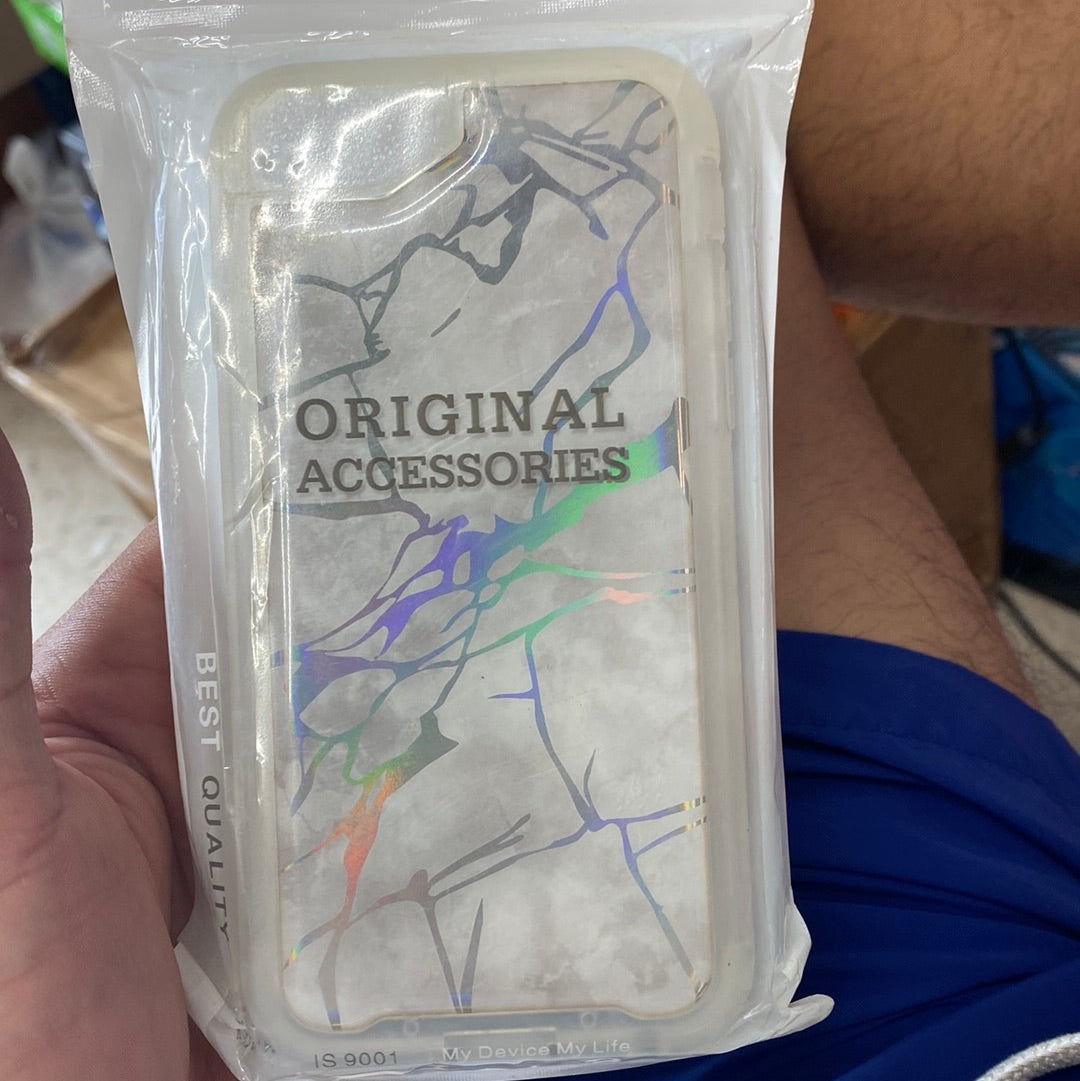 ORIGINAL
ACCESSORIES
BEST QUALITY
IS 9001
My Device My Life